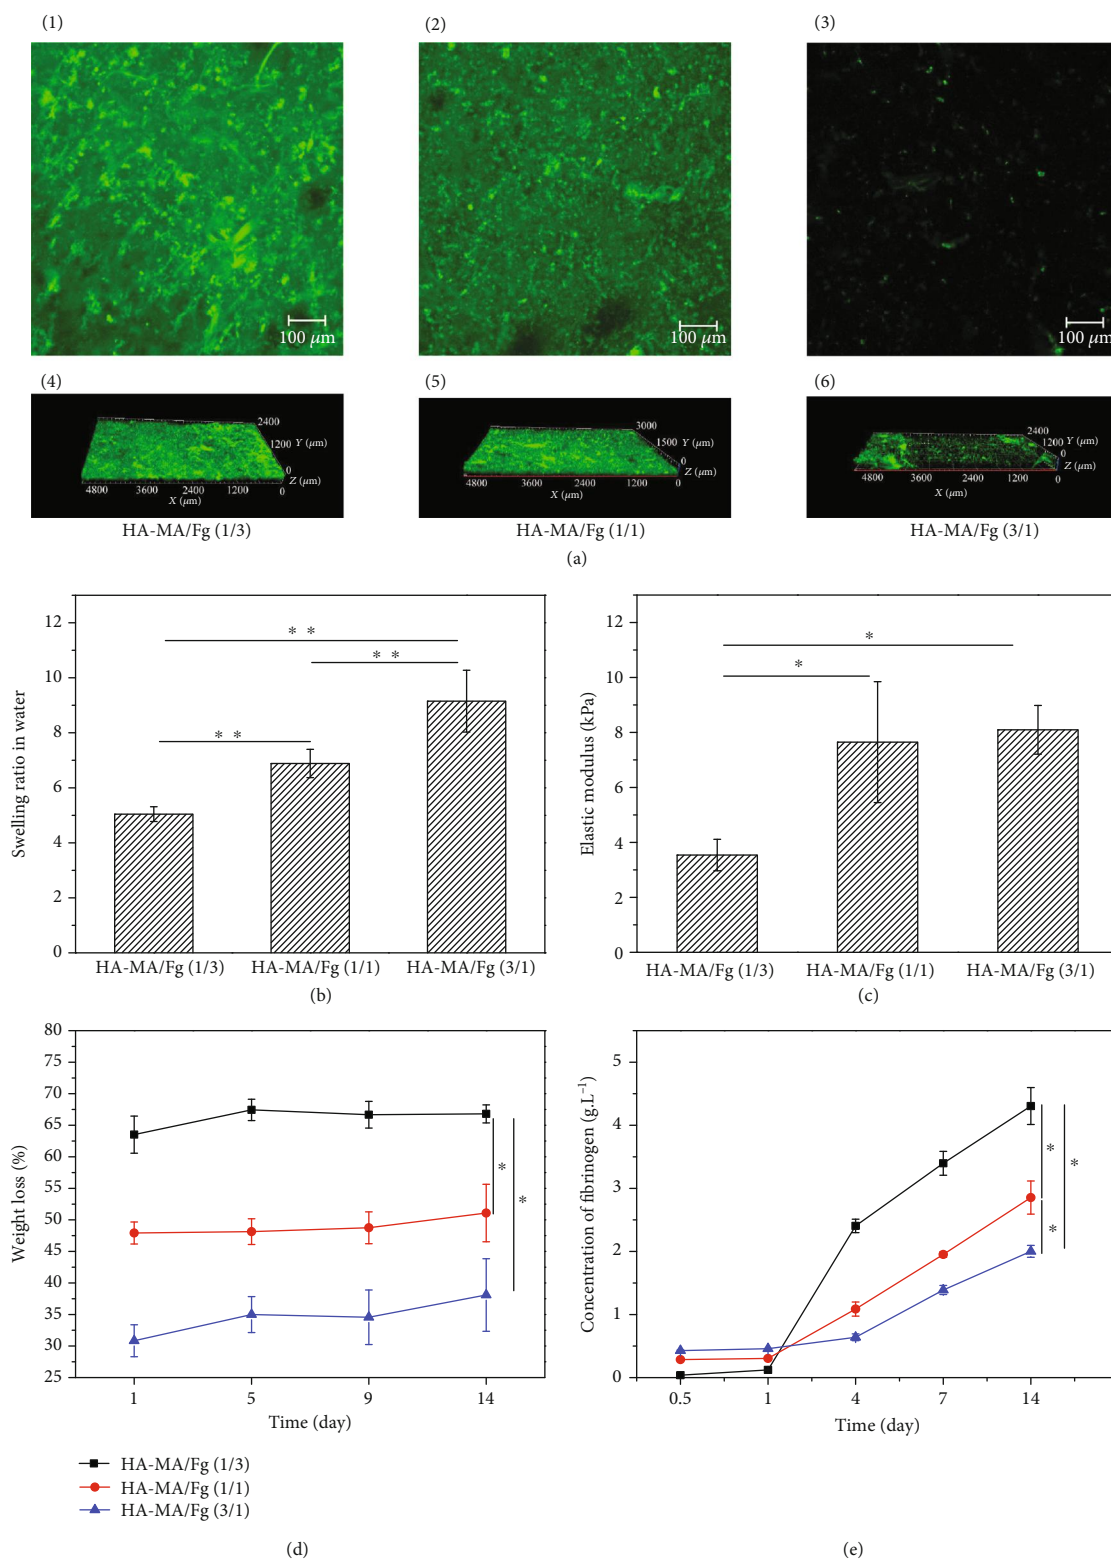 (1)
(2)
(3)
100 μm
100 μm
100 μm
(4)
(5)
(6)
2400
1200
Y (μm)
0
Z (μm)
4800
3600
2400
1200
0
X (μm)
3000
1500
Y (μm)
0
Z (μm)
4800
3600
2400
1200
0
X (μm)
2400
1200
Y (μm)
0
Z (μm)
4800
3600
2400
1200
0
X (μm)
HA-MA/Fg (1/3)
HA-MA/Fg (1/1)
HA-MA/Fg (3/1)
(a)
Swelling ratio in water
12
10
8
6
4
2
0
* *
* *
* *
HA-MA/Fg (1/3)
HA-MA/Fg (1/1)
HA-MA/Fg (3/1)
(b)
Elastic modulus (kPa)
12
10
8
6
4
2
0
*
*
HA-MA/Fg (1/3)
HA-MA/Fg (1/1)
HA-MA/Fg (3/1)
(c)
Weight loss (%)
80
75
70
65
60
55
50
45
40
35
30
25
*
*
1
5
9
14
Time (day)
HA-MA/Fg (1/3)
HA-MA/Fg (1/1)
HA-MA/Fg (3/1)
(d)
Concentration of fibrinogen (g.L⁻¹)
5
4
3
2
1
0
*
*
*
0.5
1
4
7
14
Time (day)
(e)